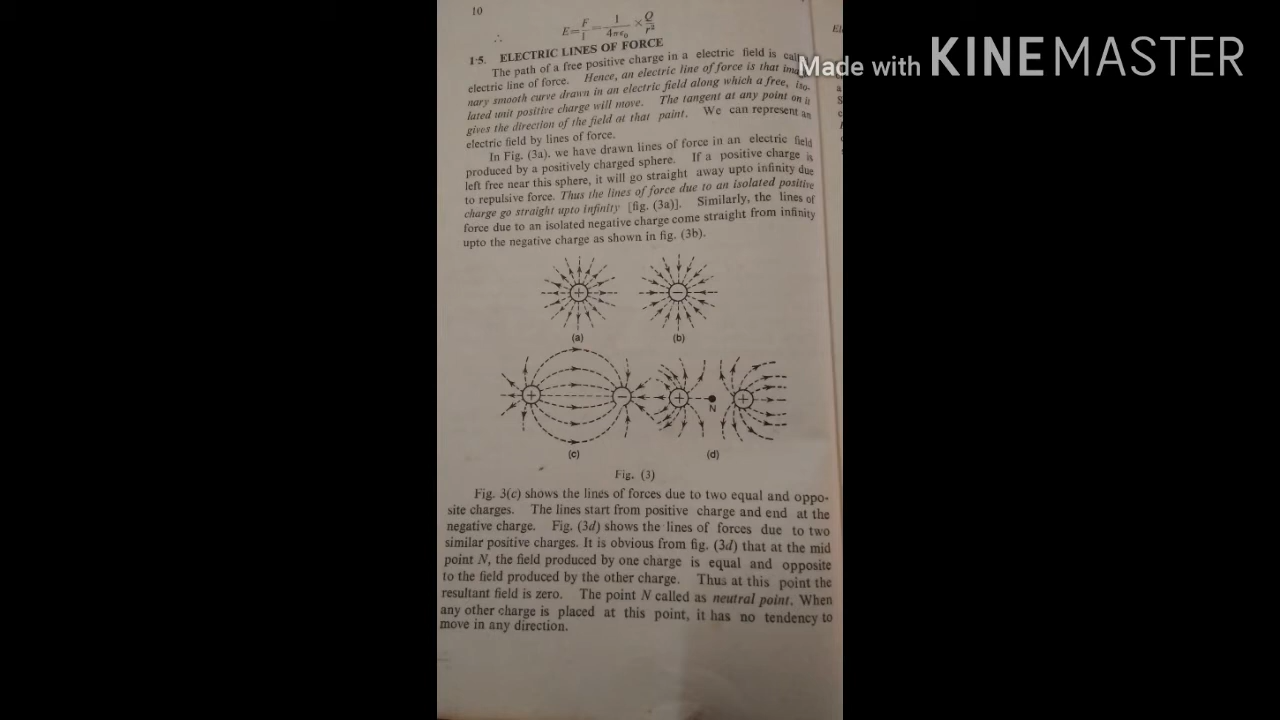 10
∴ E=F/1=1/4πε₀ × Q/r²
1·5. ELECTRIC LINES OF FORCE
The path of a free positive charge in a electric field is
electric line of force. Hence, an electric line of force is that
nary smooth curve drawn in an electric field along which a free, iso-
lated unit positive charge will move. The tangent at any point on it
gives the direction of the field at that paint. We can represent an
electric field by lines of force.
In Fig. (3a). we have drawn lines of force in an electric field
produced by a positively charged sphere. If a positive charge is
left free near this sphere, it will go straight away upto infinity due
to repulsive force. Thus the lines of force due to an isolated positive
charge go straight upto infinity [fig. (3a)]. Similarly, the lines of
force due to an isolated negative charge come straight from infinity
upto the negative charge as shown in fig. (3b).
+ −
(a) (b)
+ − + N +
(c) (d)
Fig. (3)
Fig. 3(c) shows the lines of forces due to two equal and oppo-
site charges. The lines start from positive charge and end at the
negative charge. Fig. (3d) shows the lines of forces due to two
similar positive charges. It is obvious from fig. (3d) that at the mid
point N, the field produced by one charge is equal and opposite
to the field produced by the other charge. Thus at this point the
resultant field is zero. The point N called as neutral point. When
any other charge is placed at this point, it has no tendency to
move in any direction.
Made with KINEMASTER